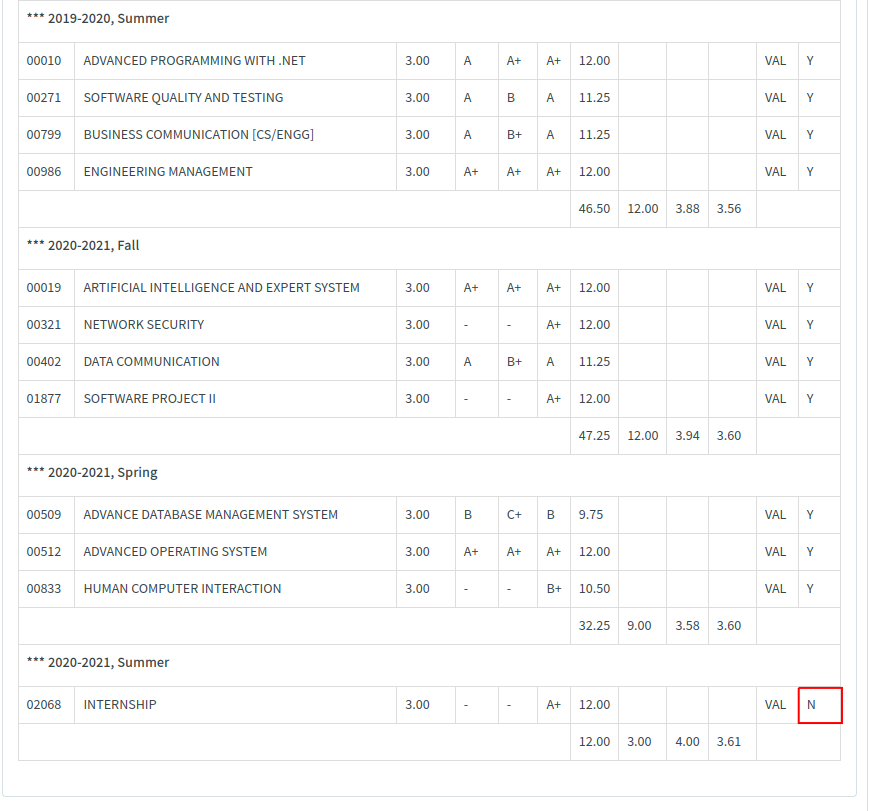 *** 2019-2020, Summer
00010 ADVANCED PROGRAMMING WITH .NET 3.00 A A+ A+ 12.00 VAL Y
00271 SOFTWARE QUALITY AND TESTING 3.00 A B A 11.25 VAL Y
00799 BUSINESS COMMUNICATION [CS/ENGG] 3.00 A B+ A 11.25 VAL Y
00986 ENGINEERING MANAGEMENT 3.00 A+ A+ A+ 12.00 VAL Y
46.50 12.00 3.88 3.56
*** 2020-2021, Fall
00019 ARTIFICIAL INTELLIGENCE AND EXPERT SYSTEM 3.00 A+ A+ A+ 12.00 VAL Y
00321 NETWORK SECURITY 3.00 - - A+ 12.00 VAL Y
00402 DATA COMMUNICATION 3.00 A B+ A 11.25 VAL Y
01877 SOFTWARE PROJECT II 3.00 - - A+ 12.00 VAL Y
47.25 12.00 3.94 3.60
*** 2020-2021, Spring
00509 ADVANCE DATABASE MANAGEMENT SYSTEM 3.00 B C+ B 9.75 VAL Y
00512 ADVANCED OPERATING SYSTEM 3.00 A+ A+ A+ 12.00 VAL Y
00833 HUMAN COMPUTER INTERACTION 3.00 - - B+ 10.50 VAL Y
32.25 9.00 3.58 3.60
*** 2020-2021, Summer
02068 INTERNSHIP 3.00 - - A+ 12.00 VAL N
12.00 3.00 4.00 3.61